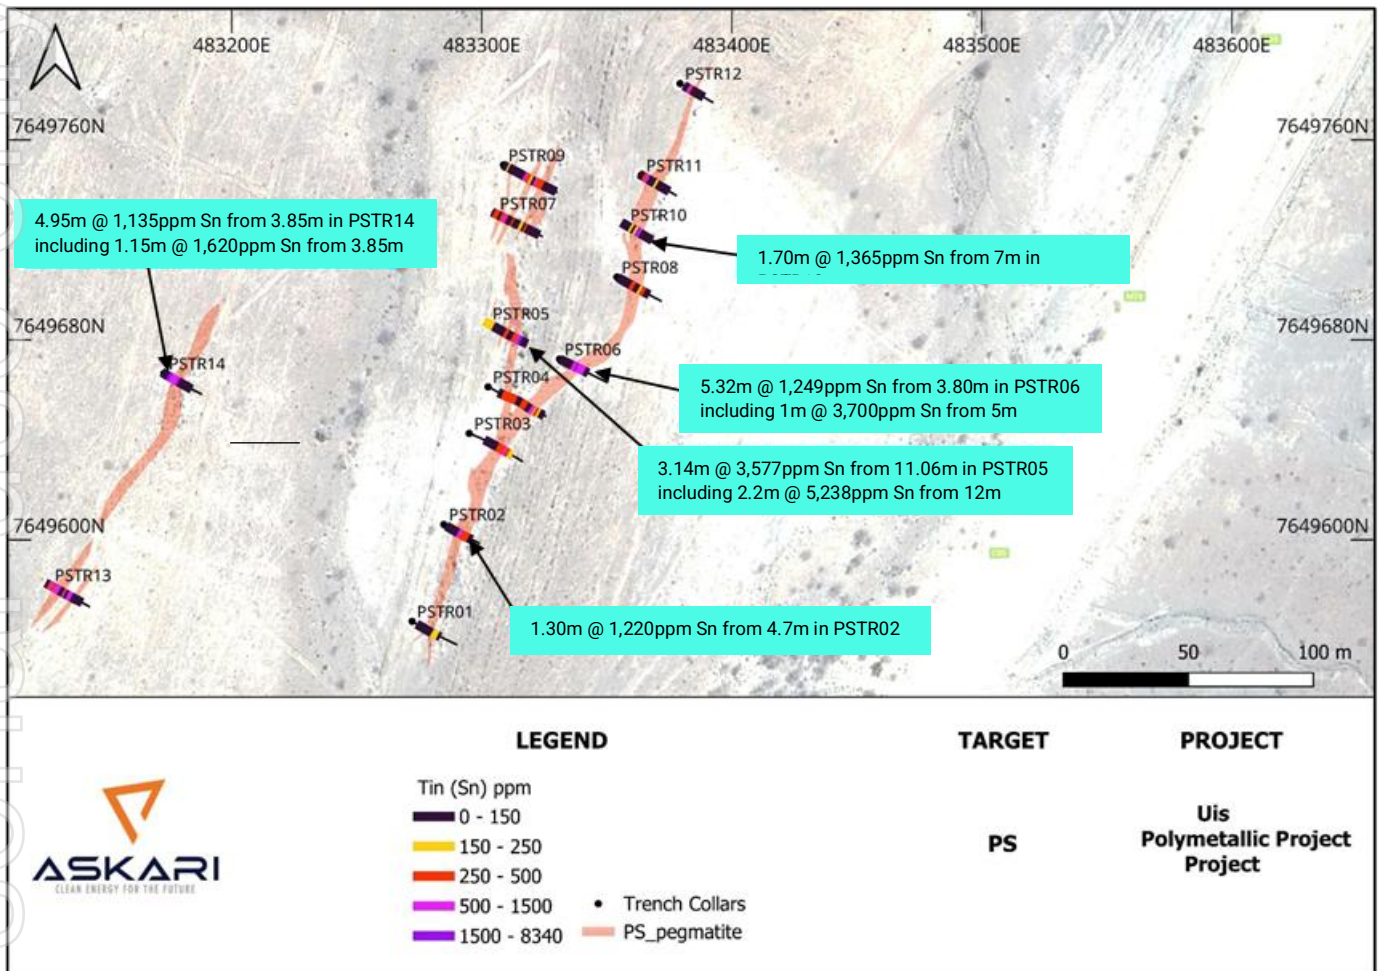 483200E 483300E 483400E 483500E 483600E
PSTR12
7649760N 7649760N
PSTR09
PSTR11
PSTR07
PSTR10
4.95m @ 1,135ppm Sn from 3.85m in PSTR14
including 1.15m @ 1,620ppm Sn from 3.85m
1.70m @ 1,365ppm Sn from 7m in
PSTR08
PSTR05
7649680N 7649680N
PSTR06
PSTR14
PSTR04
5.32m @ 1,249ppm Sn from 3.80m in PSTR06
including 1m @ 3,700ppm Sn from 5m
PSTR03
3.14m @ 3,577ppm Sn from 11.06m in PSTR05
including 2.2m @ 5,238ppm Sn from 12m
PSTR02
7649600N 7649600N
PSTR13
PSTR01
1.30m @ 1,220ppm Sn from 4.7m in PSTR02
0 50 100 m
LEGEND
Tin (Sn) ppm
0 - 150
150 - 250
250 - 500
500 - 1500
1500 - 8340
Trench Collars
PS_pegmatite
TARGET
PS
PROJECT
Uis
Polymetallic Project
Project
ASKARI
CLEAN ENERGY FOR THE FUTURE